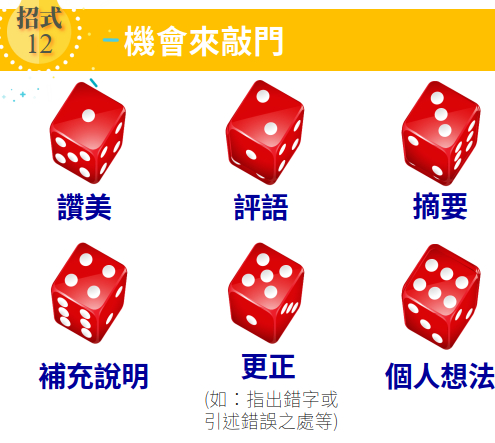 招式
12
機會來敲門
讚美
評語
摘要
補充說明
更正
(如：指出錯字或
引述錯誤之處等)
個人想法